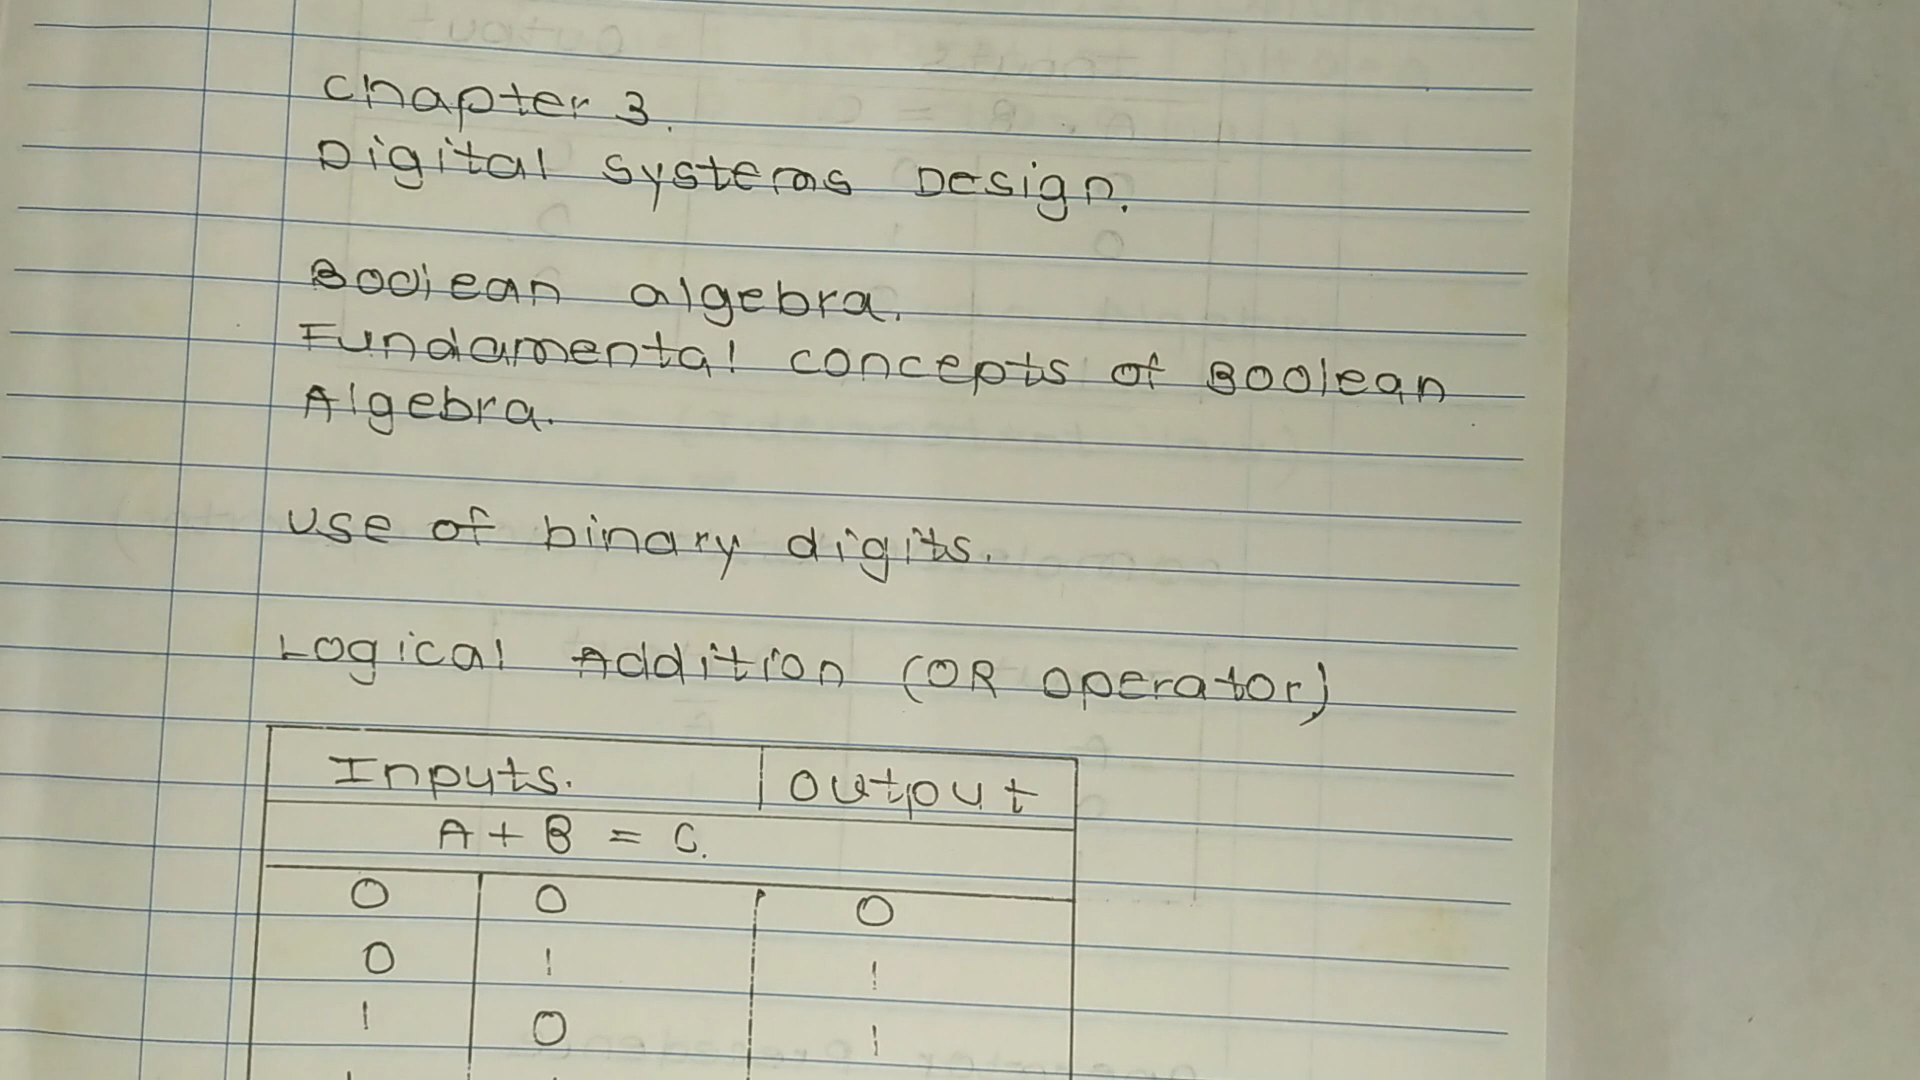 Chapter 3.
Digital Systems Design.
Boolean algebra.
Fundamental concepts of Boolean
Algebra.
Use of binary digits.
Logical Addition (OR operator)
Inputs. Output
A + B = C.
0 0 0
0 1 1
1 0 1